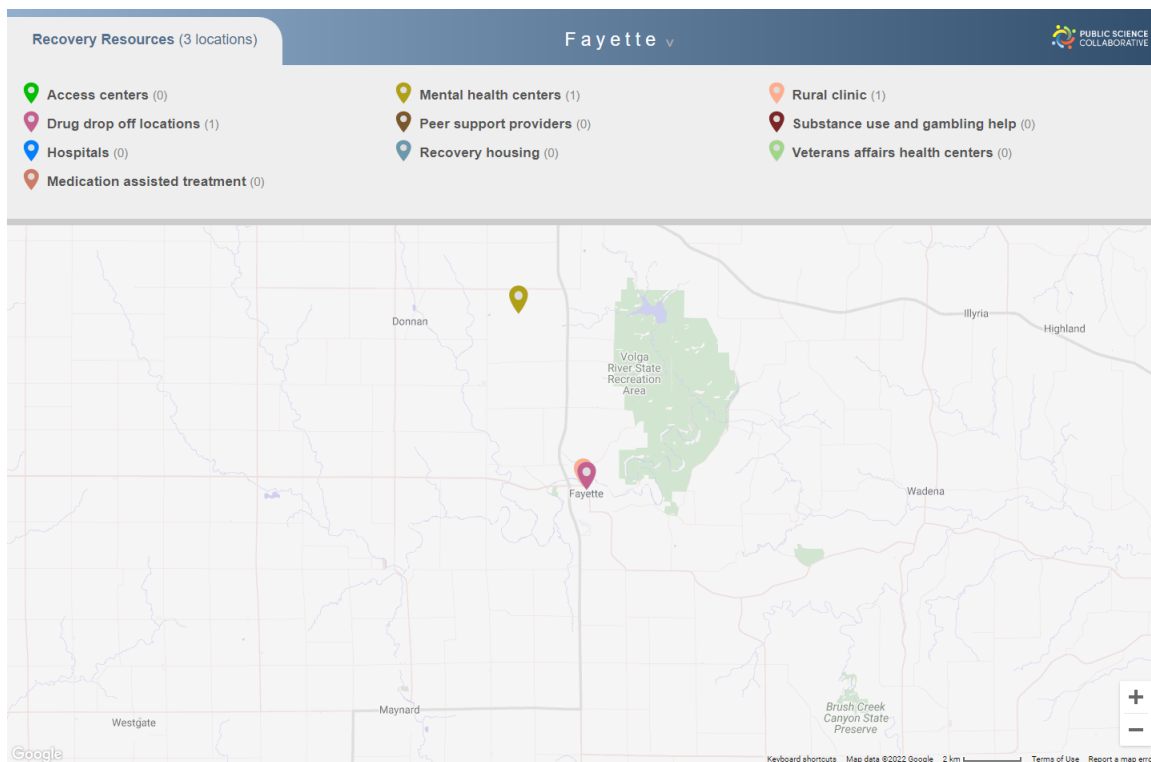 Recovery Resources (3 locations)
Fayette v
PUBLIC SCIENCE
COLLABORATIVE
Access centers (0)
Mental health centers (1)
Rural clinic (1)
Drug drop off locations (1)
Peer support providers (0)
Substance use and gambling help (0)
Hospitals (0)
Recovery housing (0)
Veterans affairs health centers (0)
Medication assisted treatment (0)
Donnan
Illyria
Highland
Volga
River State
Recreation
Area
Fayette
Wadena
Westgate
Maynard
Brush Creek
Canyon State
Preserve
+
−
Google
Keyboard shortcuts Map data ©2022 Google 2 km Terms of Use Report a map erro